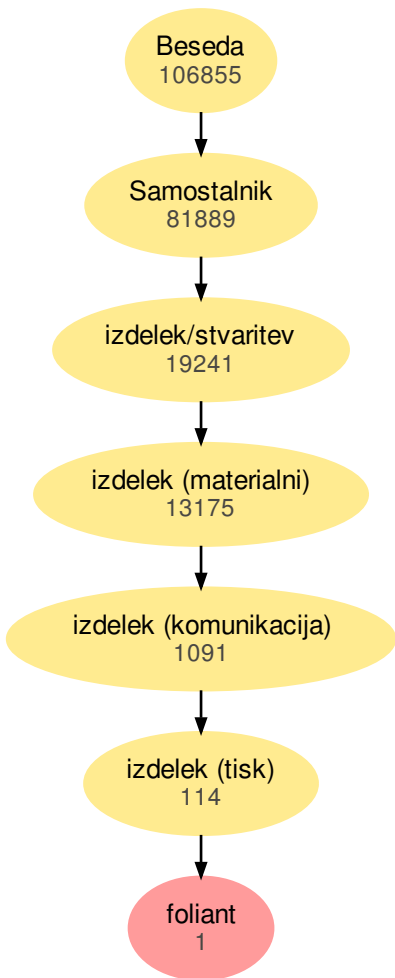 Beseda
106855
Samostalnik
81889
izdelek/stvaritev
19241
izdelek (materialni)
13175
izdelek (komunikacija)
1091
izdelek (tisk)
114
foliant
1